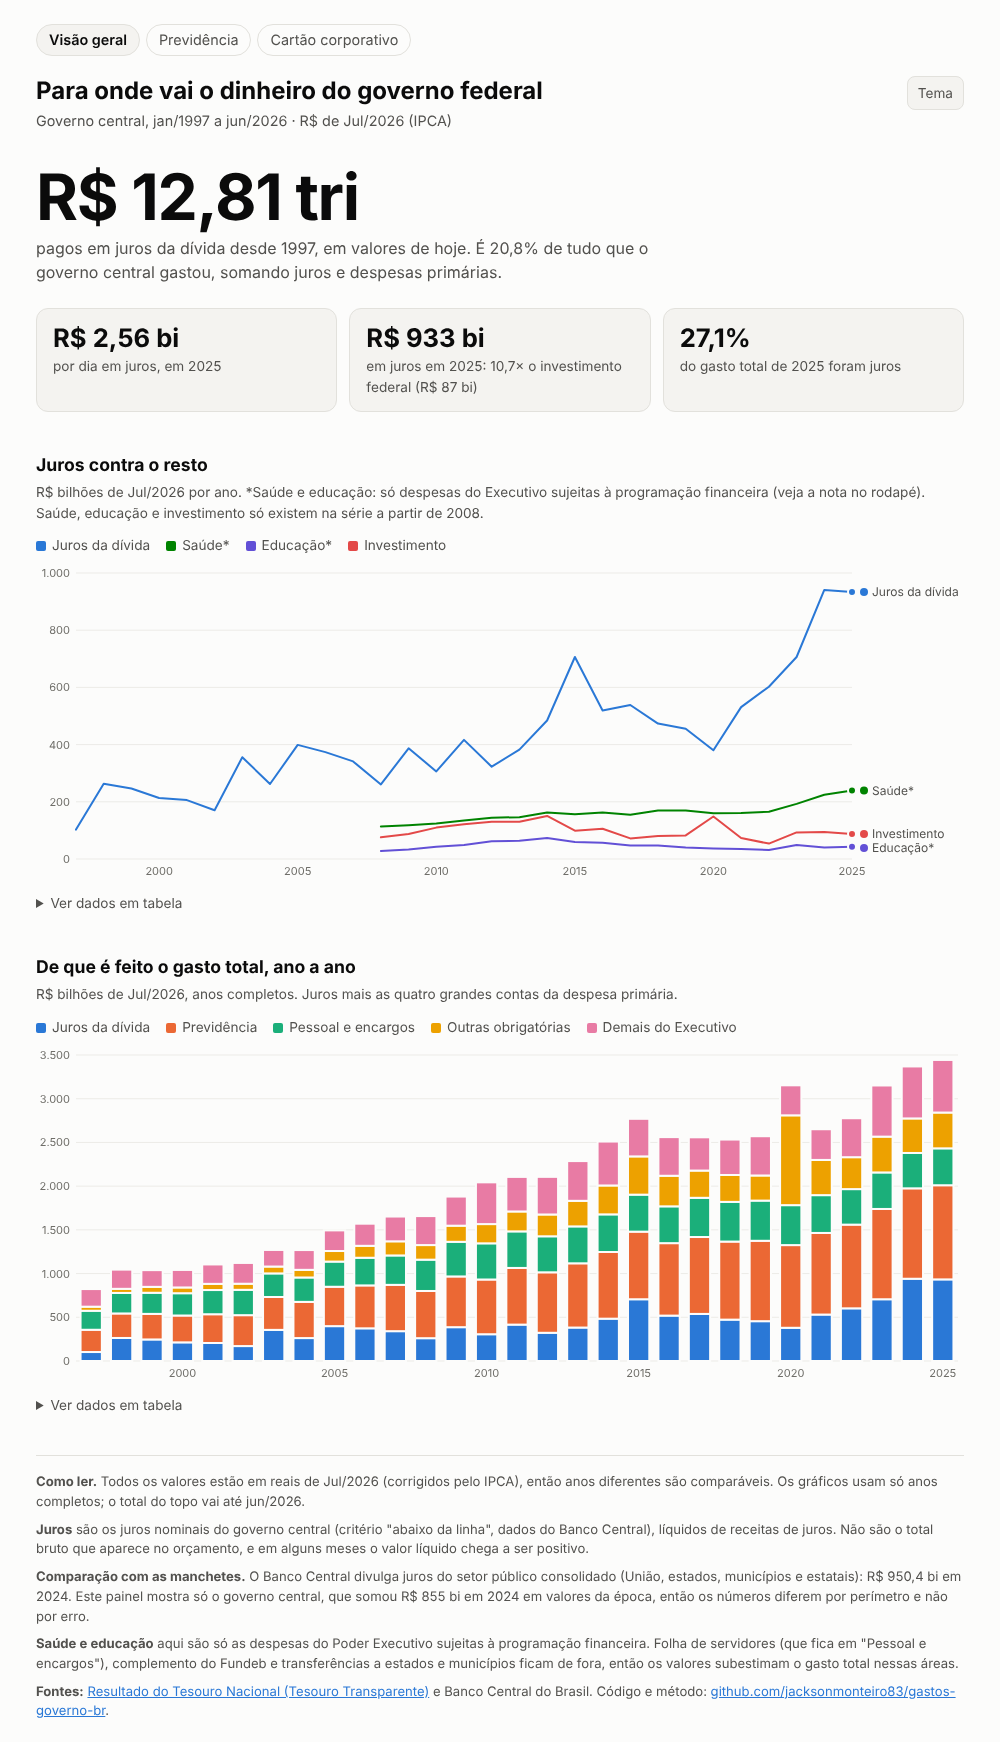 Visão geral
Previdência
Cartão corporativo
Para onde vai o dinheiro do governo federal
Tema
Governo central, jan/1997 a jun/2026 · R$ de Jul/2026 (IPCA)
R$ 12,81 tri
pagos em juros da dívida desde 1997, em valores de hoje. É 20,8% de tudo que o
governo central gastou, somando juros e despesas primárias.
R$ 2,56 bi
por dia em juros, em 2025
R$ 933 bi
em juros em 2025: 10,7× o investimento
federal (R$ 87 bi)
27,1%
do gasto total de 2025 foram juros
Juros contra o resto
R$ bilhões de Jul/2026 por ano. *Saúde e educação: só despesas do Executivo sujeitas à programação financeira (veja a nota no rodapé).
Saúde, educação e investimento só existem na série a partir de 2008.
Juros da dívida
Saúde*
Educação*
Investimento
1.000
800
600
400
200
0
Juros da dívida
Saúde*
Investimento
Educação*
2000
2005
2010
2015
2020
2025
▶ Ver dados em tabela
De que é feito o gasto total, ano a ano
R$ bilhões de Jul/2026, anos completos. Juros mais as quatro grandes contas da despesa primária.
Juros da dívida
Previdência
Pessoal e encargos
Outras obrigatórias
Demais do Executivo
3.500
3.000
2.500
2.000
1.500
1.000
500
0
2000
2005
2010
2015
2020
2025
▶ Ver dados em tabela
Como ler. Todos os valores estão em reais de Jul/2026 (corrigidos pelo IPCA), então anos diferentes são comparáveis. Os gráficos usam só anos
completos; o total do topo vai até jun/2026.
Juros são os juros nominais do governo central (critério "abaixo da linha", dados do Banco Central), líquidos de receitas de juros. Não são o total
bruto que aparece no orçamento, e em alguns meses o valor líquido chega a ser positivo.
Comparação com as manchetes. O Banco Central divulga juros do setor público consolidado (União, estados, municípios e estatais): R$ 950,4 bi em
2024. Este painel mostra só o governo central, que somou R$ 855 bi em 2024 em valores da época, então os números diferem por perímetro e não
por erro.
Saúde e educação aqui são só as despesas do Poder Executivo sujeitas à programação financeira. Folha de servidores (que fica em "Pessoal e
encargos"), complemento do Fundeb e transferências a estados e municípios ficam de fora, então os valores subestimam o gasto total nessas áreas.
Fontes: Resultado do Tesouro Nacional (Tesouro Transparente) e Banco Central do Brasil. Código e método: github.com/jacksonmonteiro83/gastos-
governo-br.